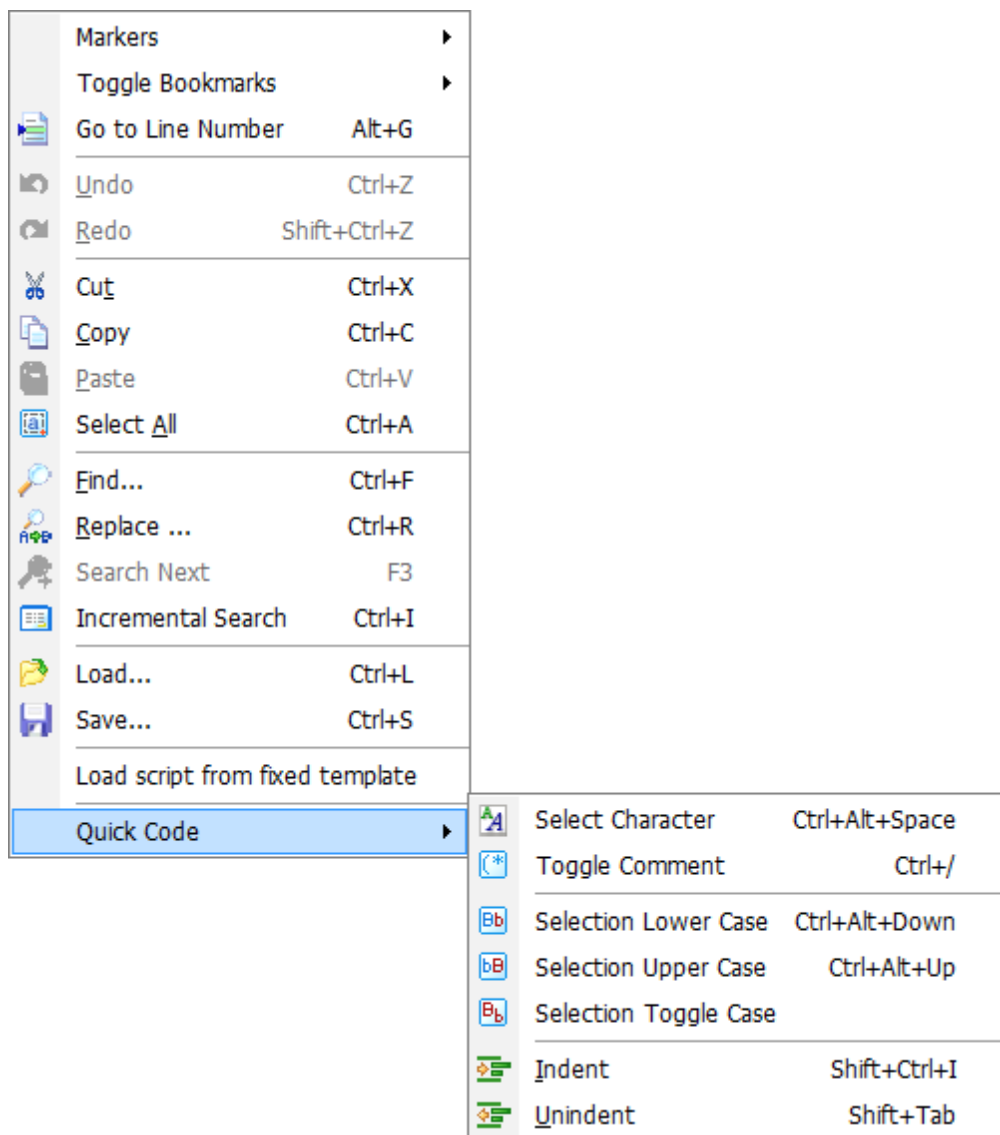 Markers
Toggle Bookmarks
Go to Line Number Alt+G
Undo Ctrl+Z
Redo Shift+Ctrl+Z
Cut Ctrl+X
Copy Ctrl+C
Paste Ctrl+V
Select All Ctrl+A
Find... Ctrl+F
Replace ... Ctrl+R
Search Next F3
Incremental Search Ctrl+I
Load... Ctrl+L
Save... Ctrl+S
Load script from fixed template
Quick Code
Select Character Ctrl+Alt+Space
Toggle Comment Ctrl+/
Selection Lower Case Ctrl+Alt+Down
Selection Upper Case Ctrl+Alt+Up
Selection Toggle Case
Indent Shift+Ctrl+I
Unindent Shift+Tab